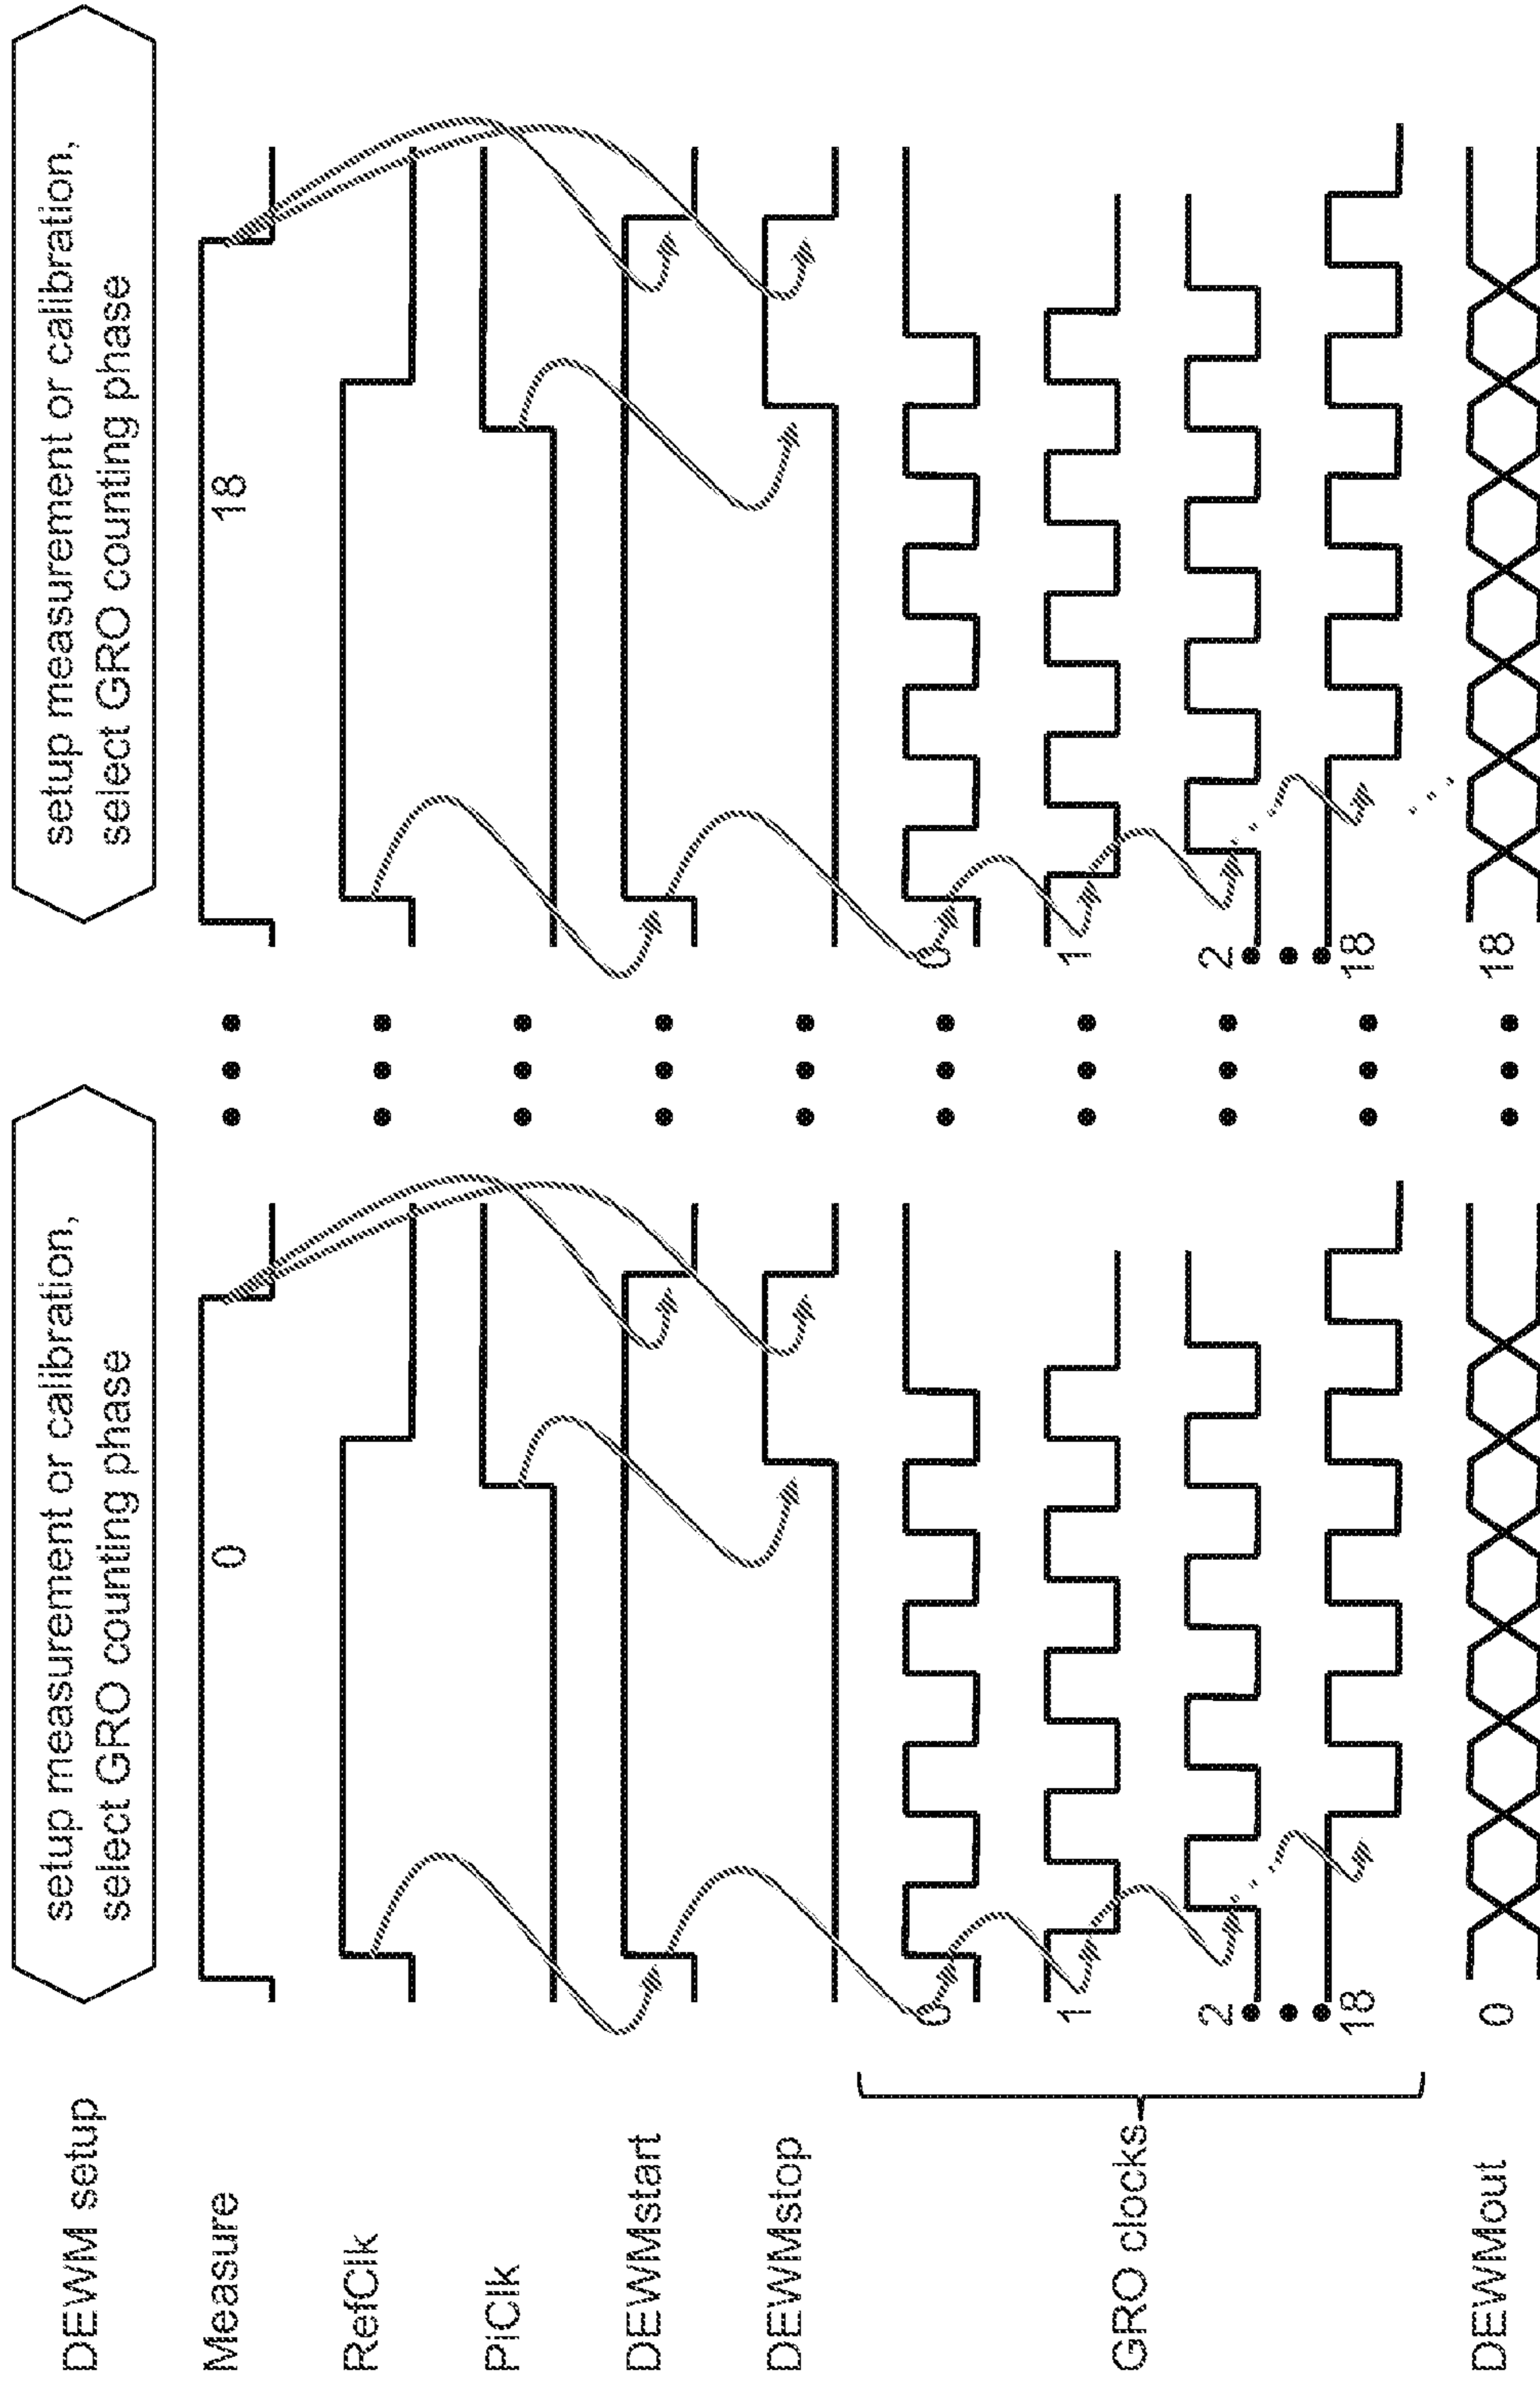 DEWM setup
setup measurement or calibration,
select GRO counting phase
setup measurement or calibration,
select GRO counting phase
Measure
0
18
RefClk
PiClk
DEWMstart
DEWMstop
GRO clocks
0
1
2
18
0
1
2
18
DEWMout
0
18